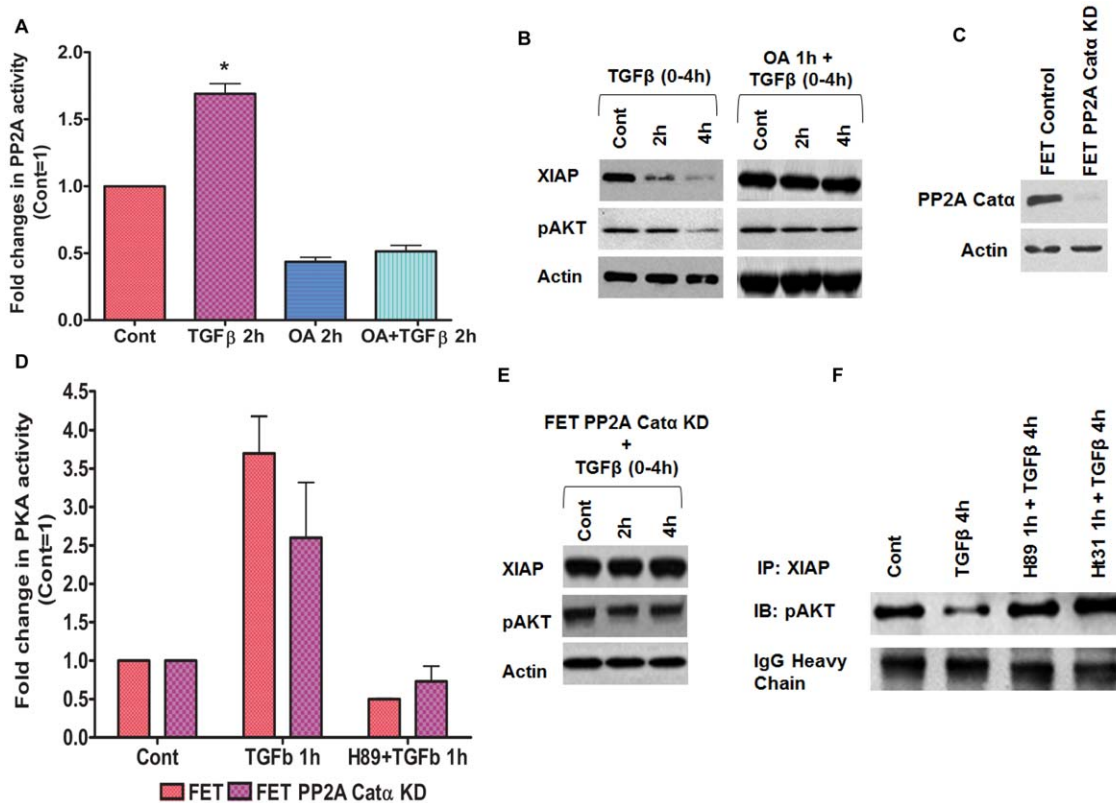 A
Fold changes in PP2A activity
(Cont=1)
2.0
1.5
1.0
0.5
0.0
*
Cont
TGFβ 2h
OA 2h
OA+TGFβ 2h
B
TGFβ (0-4h)
OA 1h +
TGFβ (0-4h)
Cont
2h
4h
Cont
2h
4h
XIAP
pAKT
Actin
C
FET Control
FET PP2A Catα KD
PP2A Catα
Actin
D
Fold change in PKA activity
(Cont=1)
4.5
4.0
3.5
3.0
2.5
2.0
1.5
1.0
0.5
0.0
Cont
TGFb 1h
H89+TGFb 1h
FET
FET PP2A Catα KD
E
FET PP2A Catα KD
+
TGFβ (0-4h)
Cont
2h
4h
XIAP
pAKT
Actin
F
Cont
TGFβ 4h
H89 1h + TGFβ 4h
Ht31 1h + TGFβ 4h
IP: XIAP
IB: pAKT
IgG Heavy
Chain